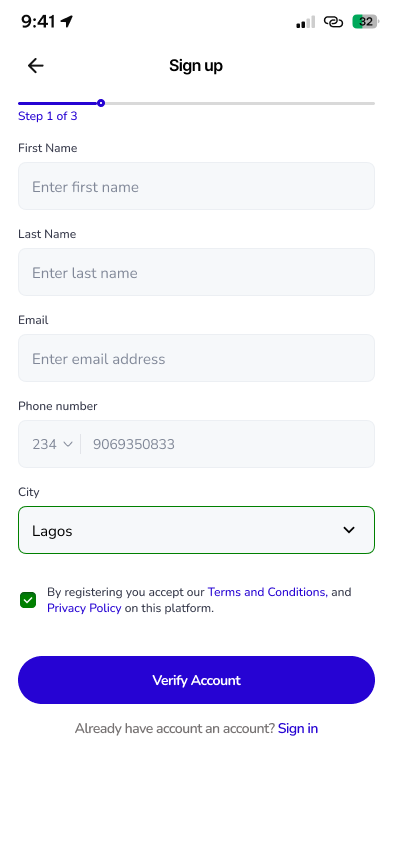 9:41
32
Sign up
Step 1 of 3
First Name
Enter first name
Last Name
Enter last name
Email
Enter email address
Phone number
234 9069350833
City
Lagos
By registering you accept our Terms and Conditions, and
Privacy Policy on this platform.
Verify Account
Already have account an account? Sign in